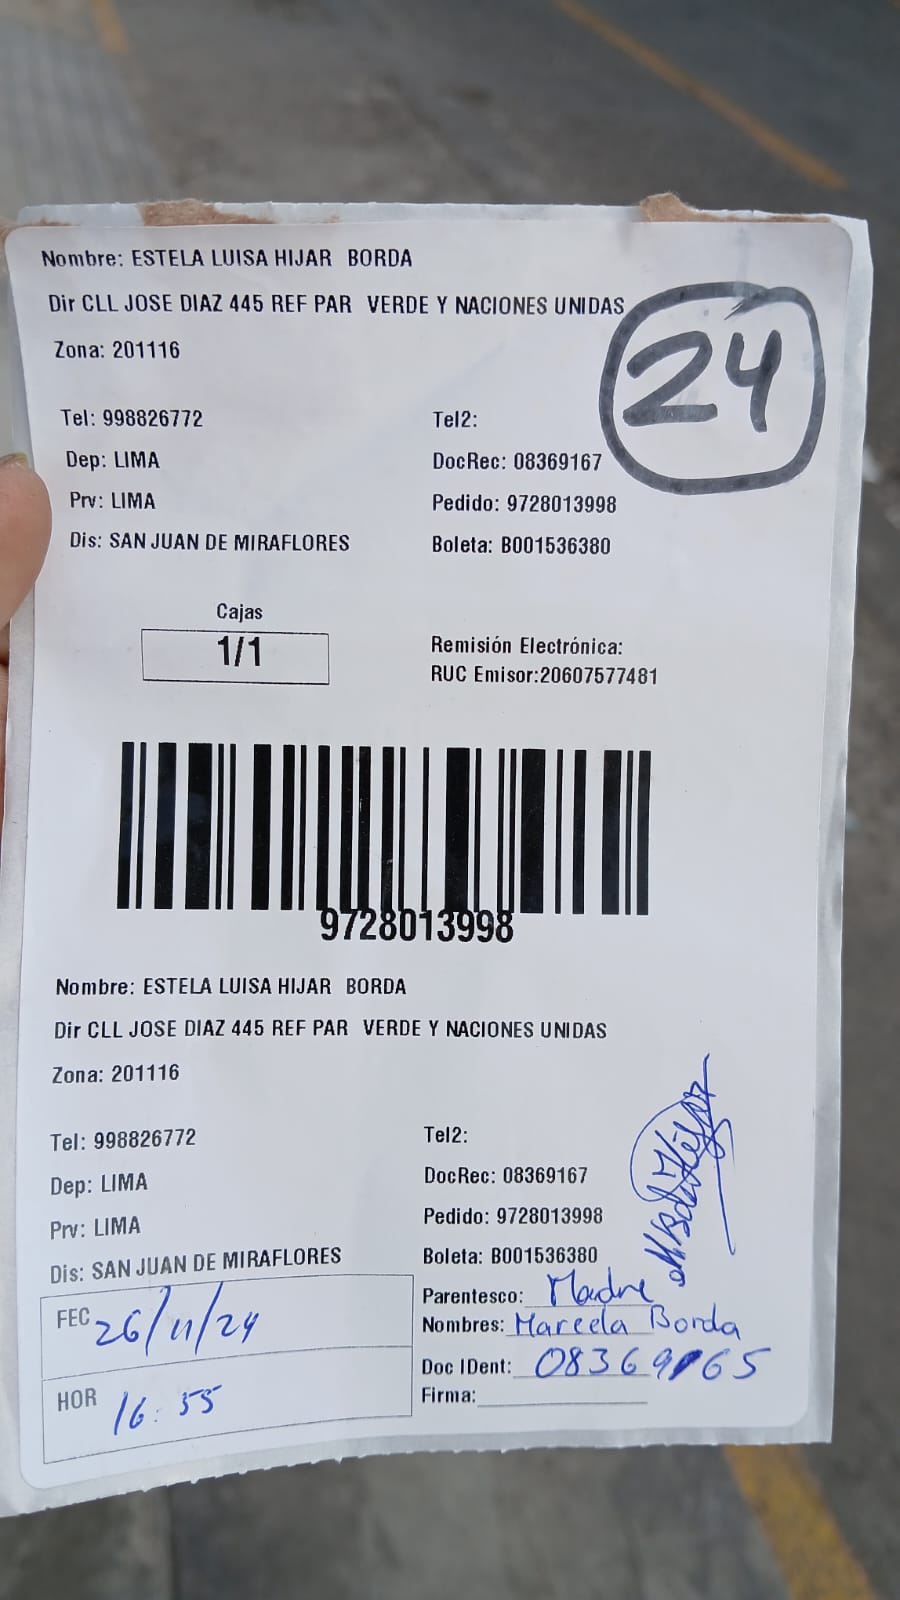 Nombre: ESTELA LUISA HIJAR BORDA
Dir CLL JOSE DIAZ 445 REF PAR VERDE Y NACIONES UNIDAS
24
Zona: 201116
Tel: 998826772
Tel2:
Dep: LIMA
DocRec: 08369167
Prv: LIMA
Pedido: 9728013998
Dis: SAN JUAN DE MIRAFLORES
Boleta: B001536380
Cajas
1/1
Remisión Electrónica:
RUC Emisor:20607577481
9728013998
Nombre: ESTELA LUISA HIJAR BORDA
Dir CLL JOSE DIAZ 445 REF PAR VERDE Y NACIONES UNIDAS
Zona: 201116
Tel: 998826772
Tel2:
Dep: LIMA
DocRec: 08369167
Prv: LIMA
Pedido: 9728013998
Dis: SAN JUAN DE MIRAFLORES
Boleta: B001536380
FEC 26/11/24
HOR 16:55
Parentesco: Madre
Nombres: Marcela Borda
Doc IDent: 08369165
Firma: